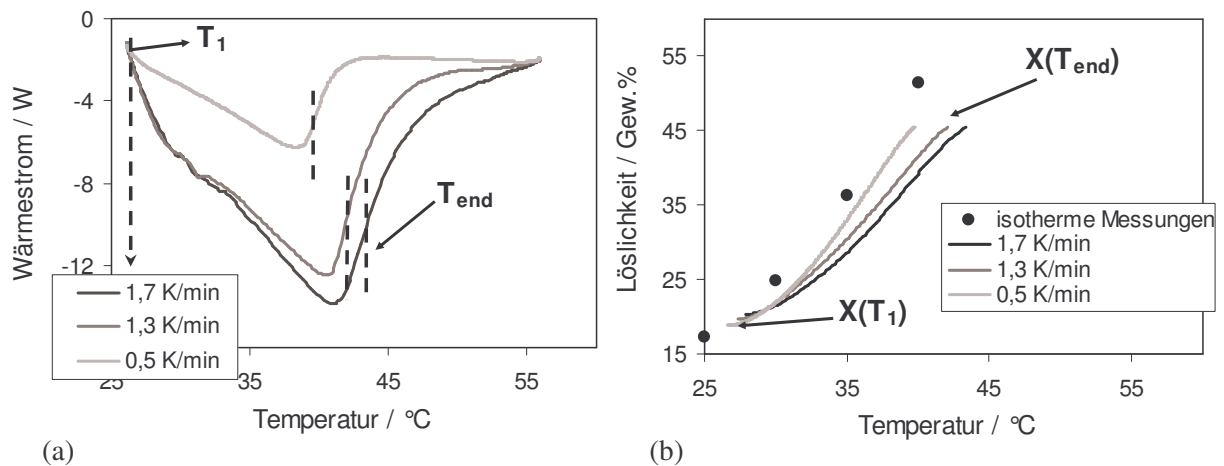 0
-4
-8
-12
Wärmestrom / W
T1
Tend
1,7 K/min
1,3 K/min
0,5 K/min
25
35
45
55
Temperatur / °C
(a)
55
45
35
25
15
Löslichkeit / Gew.%
X(Tend)
X(T1)
isotherme Messungen
1,7 K/min
1,3 K/min
0,5 K/min
25
35
45
55
Temperatur / °C
(b)